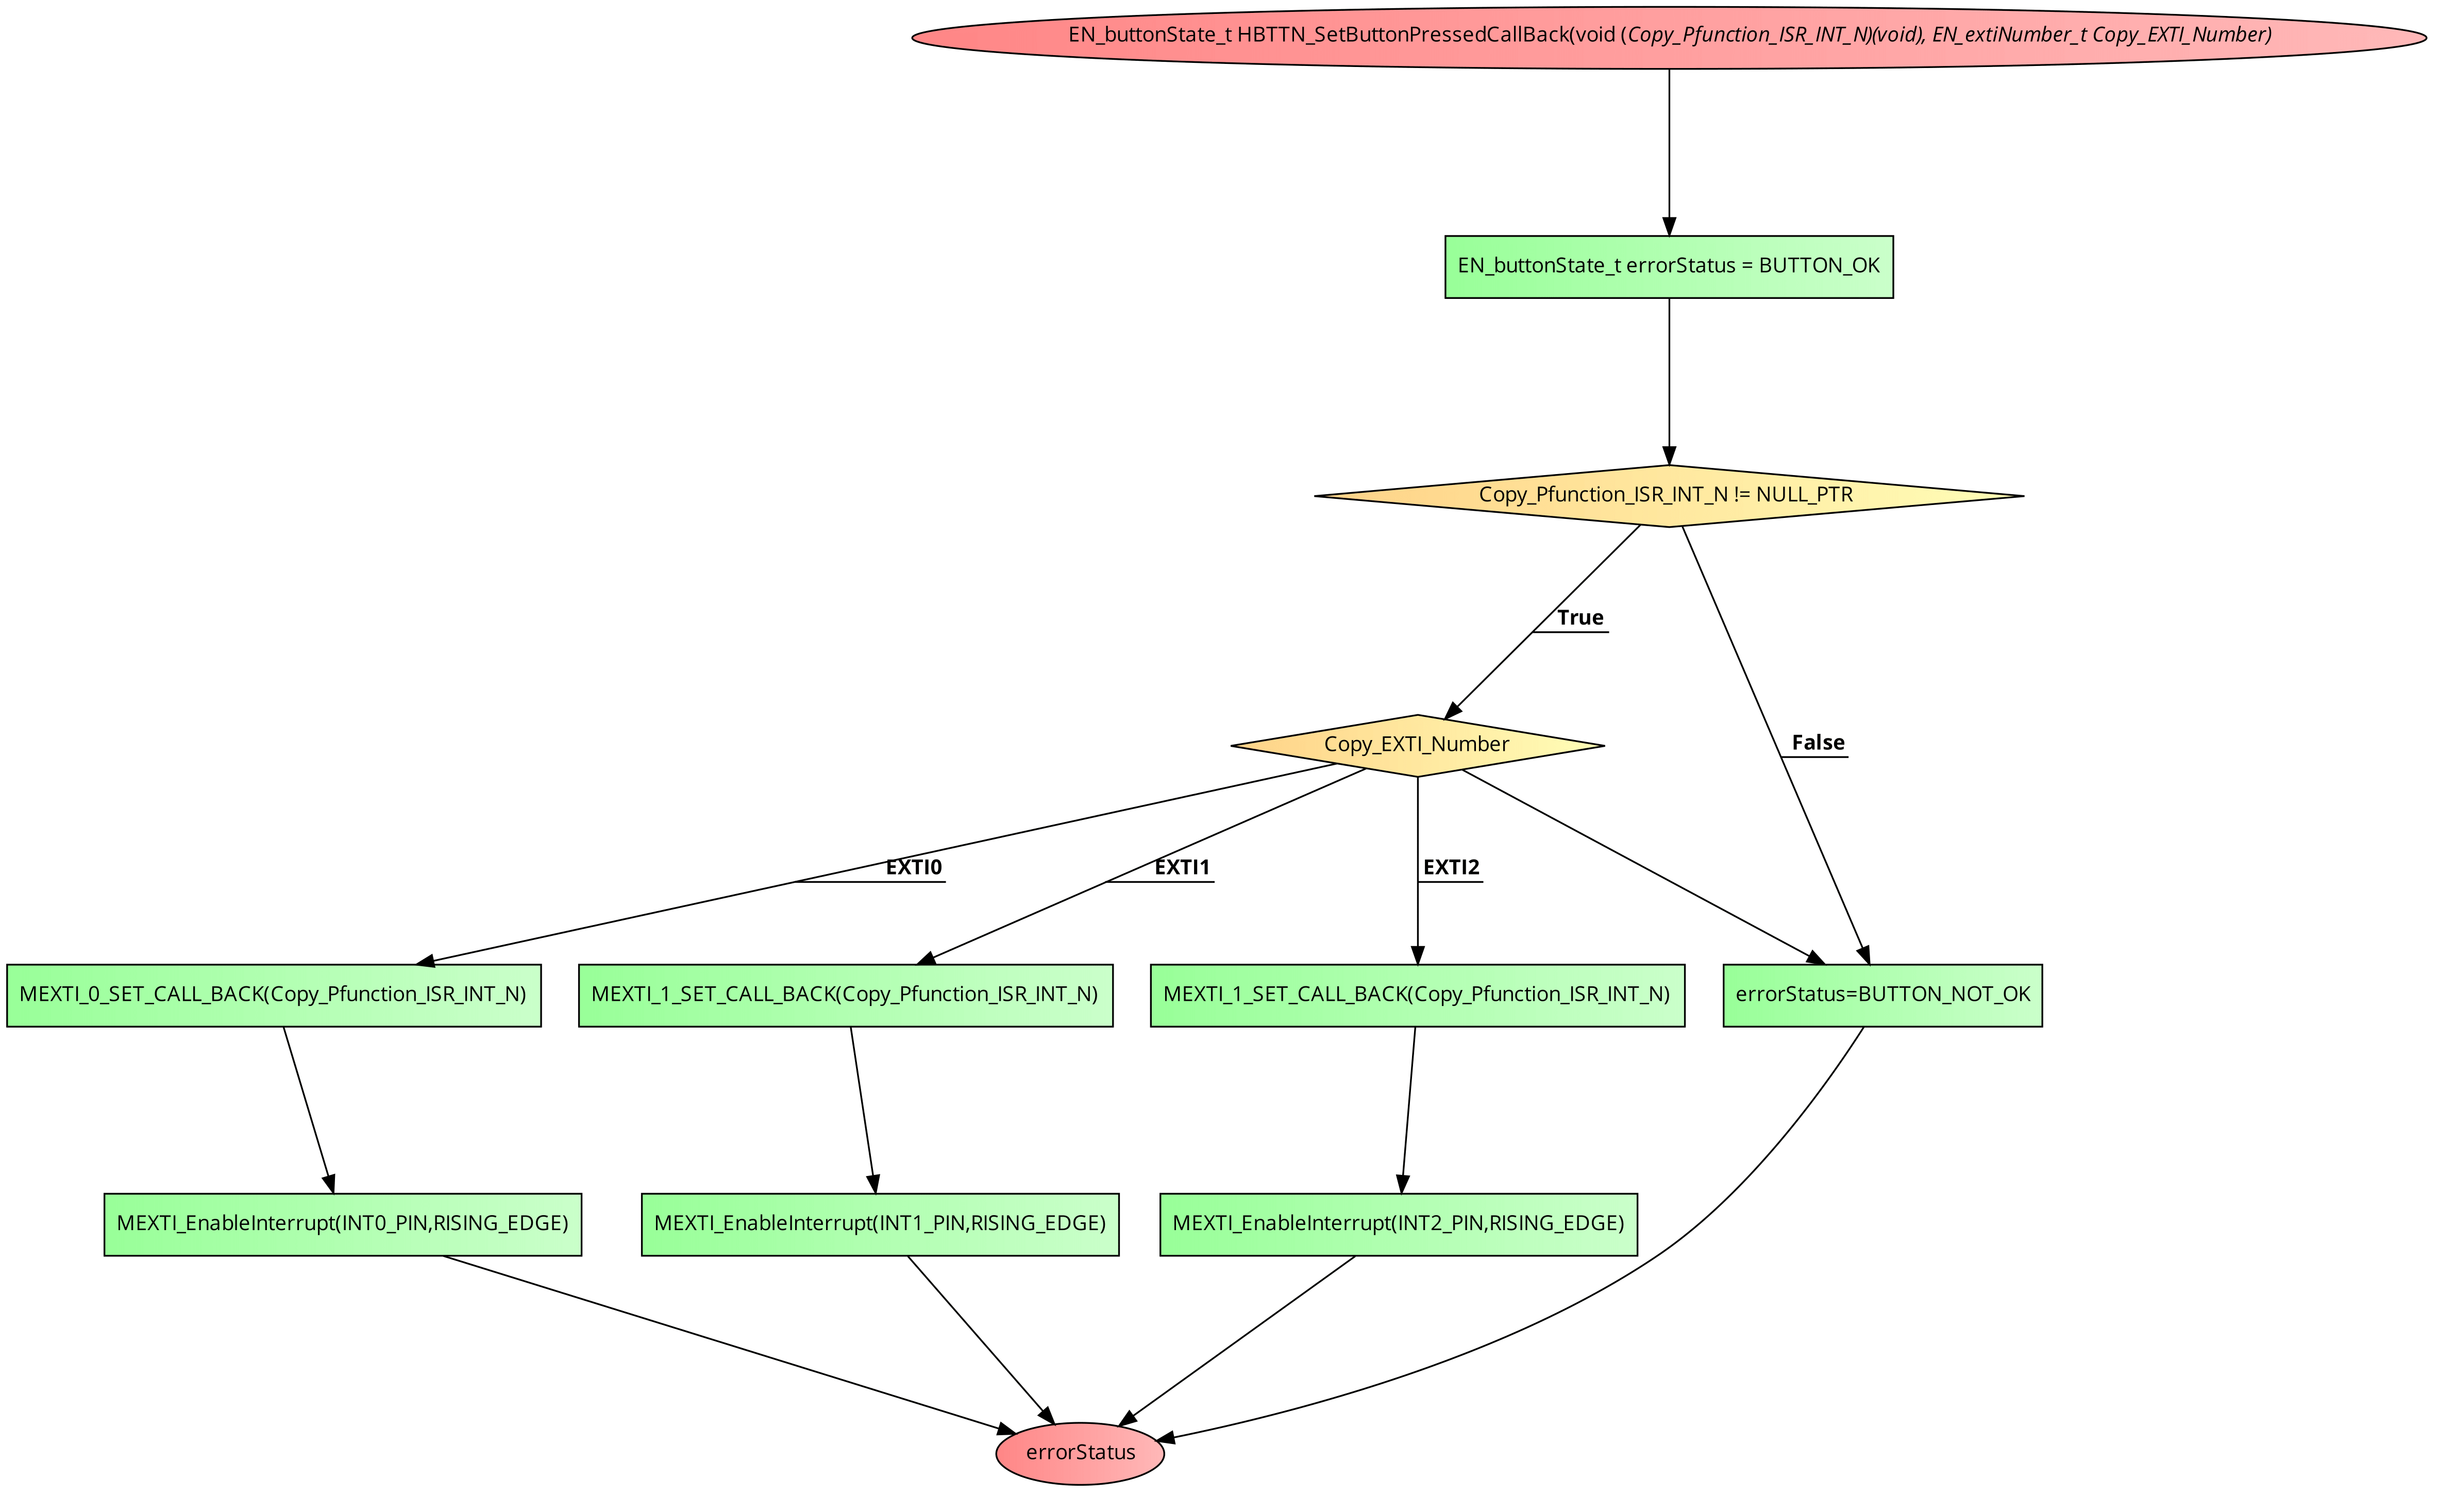 EN_buttonState_t HBTTN_SetButtonPressedCallBack(void (Copy_Pfunction_ISR_INT_N)(void), EN_extiNumber_t Copy_EXTI_Number)
EN_buttonState_t errorStatus = BUTTON_OK
Copy_Pfunction_ISR_INT_N != NULL_PTR
True
False
Copy_EXTI_Number
EXTI0
EXTI1
EXTI2
MEXTI_0_SET_CALL_BACK(Copy_Pfunction_ISR_INT_N)
MEXTI_1_SET_CALL_BACK(Copy_Pfunction_ISR_INT_N)
MEXTI_1_SET_CALL_BACK(Copy_Pfunction_ISR_INT_N)
errorStatus=BUTTON_NOT_OK
MEXTI_EnableInterrupt(INT0_PIN,RISING_EDGE)
MEXTI_EnableInterrupt(INT1_PIN,RISING_EDGE)
MEXTI_EnableInterrupt(INT2_PIN,RISING_EDGE)
errorStatus